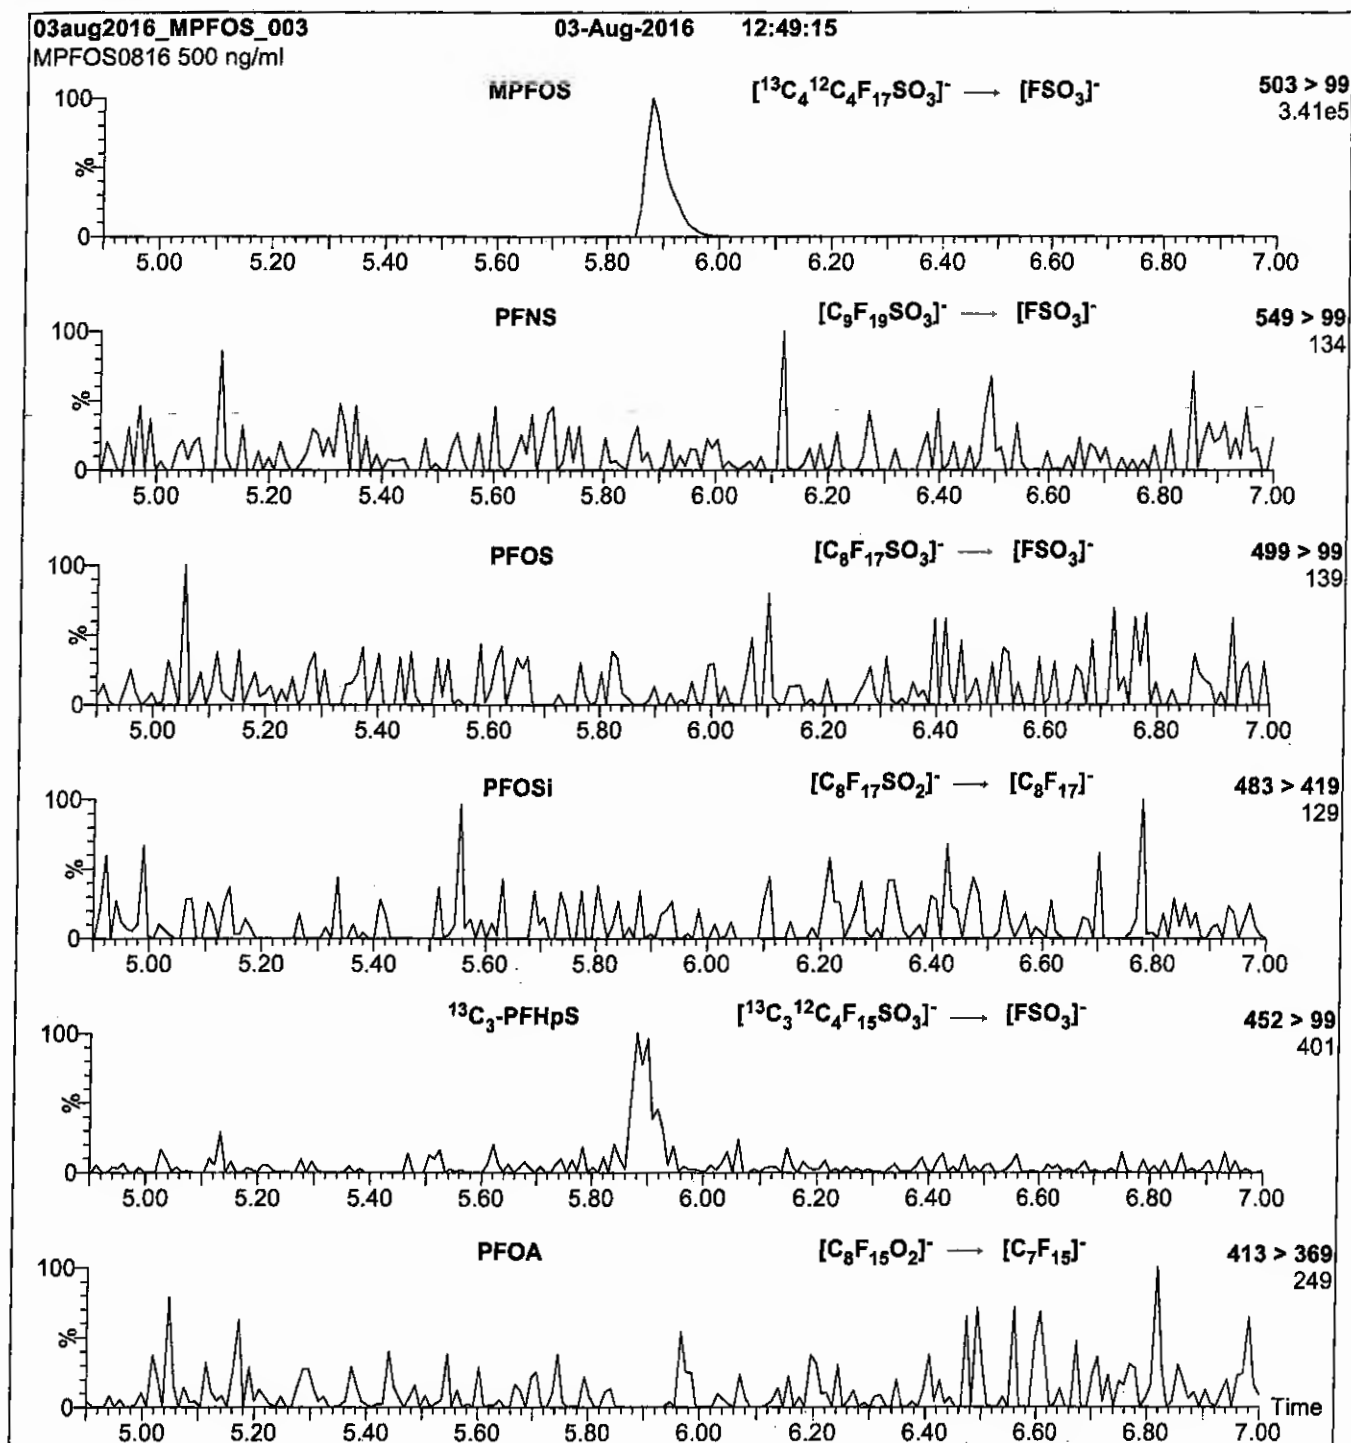 03aug2016_MPFOS_003 03-Aug-2016 12:49:15
MPFOS0816 500 ng/ml
MPFOS [¹³C₄¹²C₄F₁₇SO₃]⁻ → [FSO₃]⁻ 503 > 99
3.41e5
100
%
0
5.00 5.20 5.40 5.60 5.80 6.00 6.20 6.40 6.60 6.80 7.00
PFNS [C₉F₁₉SO₃]⁻ → [FSO₃]⁻ 549 > 99
134
100
%
0
5.00 5.20 5.40 5.60 5.80 6.00 6.20 6.40 6.60 6.80 7.00
PFOS [C₈F₁₇SO₃]⁻ → [FSO₃]⁻ 499 > 99
139
100
%
0
5.00 5.20 5.40 5.60 5.80 6.00 6.20 6.40 6.60 6.80 7.00
PFOSi [C₈F₁₇SO₂]⁻ → [C₈F₁₇]⁻ 483 > 419
129
100
%
0
5.00 5.20 5.40 5.60 5.80 6.00 6.20 6.40 6.60 6.80 7.00
¹³C₃-PFHpS [¹³C₃¹²C₄F₁₅SO₃]⁻ → [FSO₃]⁻ 452 > 99
401
100
%
0
5.00 5.20 5.40 5.60 5.80 6.00 6.20 6.40 6.60 6.80 7.00
PFOA [C₈F₁₅O₂]⁻ → [C₇F₁₅]⁻ 413 > 369
249
100
%
0
Time
5.00 5.20 5.40 5.60 5.80 6.00 6.20 6.40 6.60 6.80 7.00